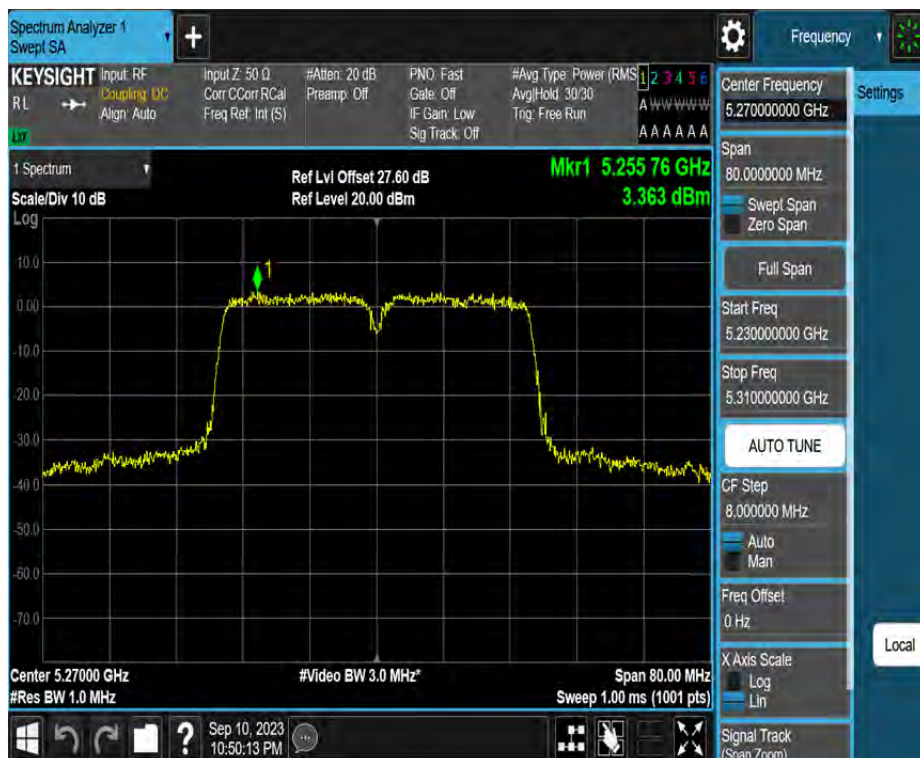 Spectrum Analyzer 1
Swept SA
+
Frequency
KEYSIGHT
RL
Input: RF
Coupling: DC
Align: Auto
Input Z: 50 Ω
Corr CCorr RCal
Freq Ref: Int (S)
#Atten: 20 dB
Preamp: Off
PNO: Fast
Gate: Off
IF Gain: Low
Sig Track: Off
#Avg Type: Power (RMS
Avg|Hold: 30/30
Trig: Free Run
1 2 3 4 5 6
A W W W W W
A A A A A A
1 Spectrum
Scale/Div 10 dB
Log
Ref Lvl Offset 27.60 dB
Ref Level 20.00 dBm
Mkr1 5.255 76 GHz
3.363 dBm
1
10.0
0.00
-10.0
-20.0
-30.0
-40.0
-50.0
-60.0
-70.0
Center 5.27000 GHz
#Res BW 1.0 MHz
#Video BW 3.0 MHz*
Span 80.00 MHz
Sweep 1.00 ms (1001 pts)
?
Sep 10, 2023
10:50:13 PM
Center Frequency
5.270000000 GHz
Span
80.0000000 MHz
Swept Span
Zero Span
Full Span
Start Freq
5.230000000 GHz
Stop Freq
5.310000000 GHz
AUTO TUNE
CF Step
8.000000 MHz
Auto
Man
Freq Offset
0 Hz
X Axis Scale
Log
Lin
Signal Track
(Span Zoom)
Settings
Local